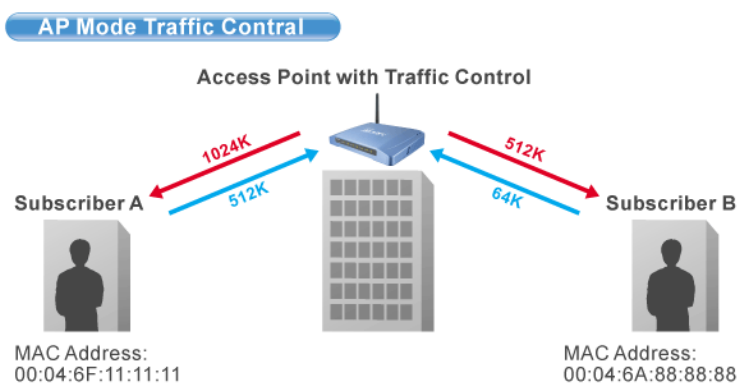 AP Mode Traffic Contral
Access Point with Traffic Control
1024K
512K
512K
64K
Subscriber A
Subscriber B
MAC Address:
00:04:6F:11:11:11
MAC Address:
00:04:6A:88:88:88